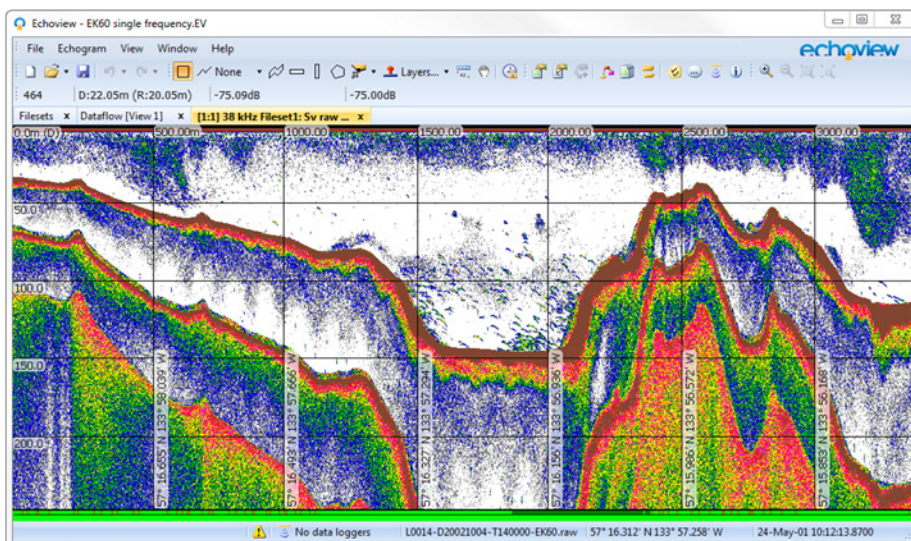 Echoview - EK60 single frequency.EV
File Echogram View Window Help
echoview
None Layers...
464 D:22.05m (R:20.05m) -75.09dB -75.00dB
Filesets x Dataflow [View 1] x [1:1] 38 kHz Fileset1: Sv raw ... x
0.0m (D) 500.00m 1000.00 1500.00 2000.00 2500.00 3000.00
50.0
100.0
150.0
200.0
57° 16.655' N 133° 58.039' W
57° 16.493' N 133° 57.666' W
57° 16.327' N 133° 57.294' W
57° 16.156' N 133° 56.936' W
57° 15.986' N 133° 56.572' W
57° 15.853' N 133° 56.168' W
No data loggers L0014-D20021004-T140000-EK60.raw 57° 16.312' N 133° 57.258' W 24-May-01 10:12:13.8700